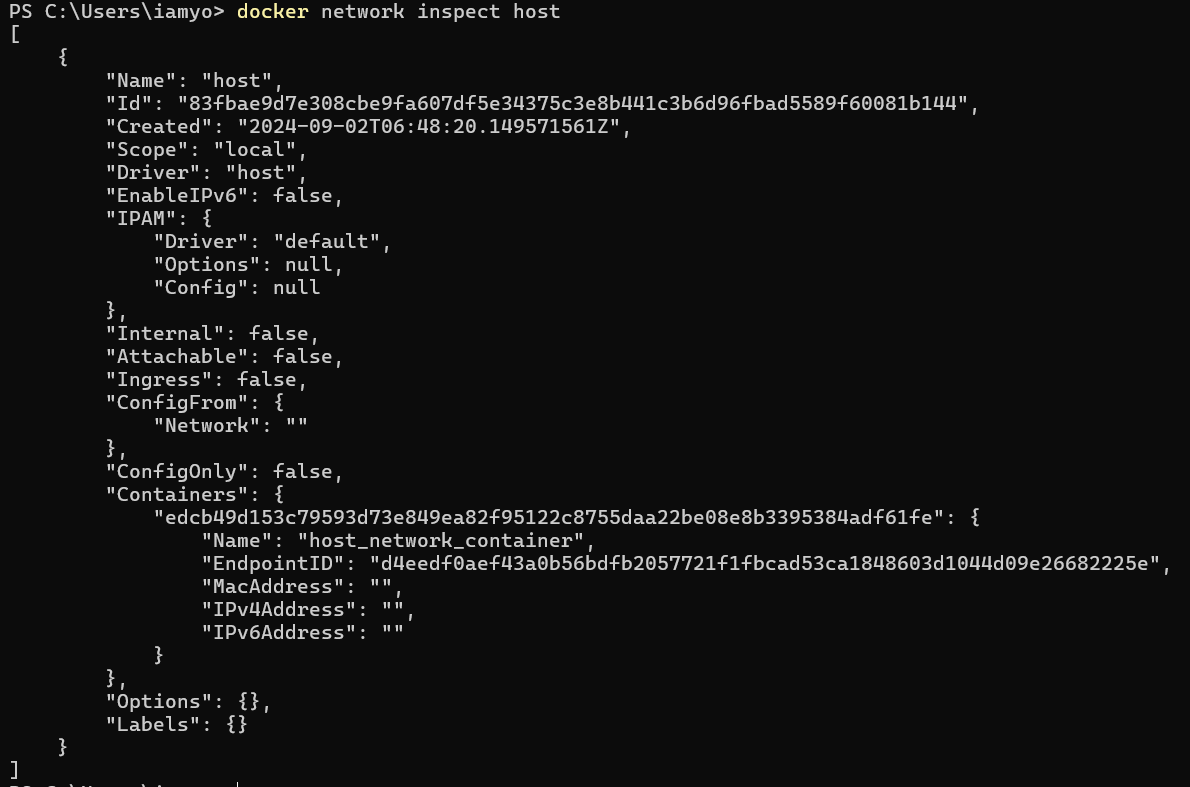 PS C:\Users\iamyo> docker network inspect host
[
    {
        "Name": "host",
        "Id": "83fbae9d7e308cbe9fa607df5e34375c3e8b441c3b6d96fbad5589f60081b144",
        "Created": "2024-09-02T06:48:20.149571561Z",
        "Scope": "local",
        "Driver": "host",
        "EnableIPv6": false,
        "IPAM": {
            "Driver": "default",
            "Options": null,
            "Config": null
        },
        "Internal": false,
        "Attachable": false,
        "Ingress": false,
        "ConfigFrom": {
            "Network": ""
        },
        "ConfigOnly": false,
        "Containers": {
            "edcb49d153c79593d73e849ea82f95122c8755daa22be08e8b3395384adf61fe": {
                "Name": "host_network_container",
                "EndpointID": "d4eedf0aef43a0b56bdfb2057721f1fbcad53ca1848603d1044d09e26682225e",
                "MacAddress": "",
                "IPv4Address": "",
                "IPv6Address": ""
            }
        },
        "Options": {},
        "Labels": {}
    }
]